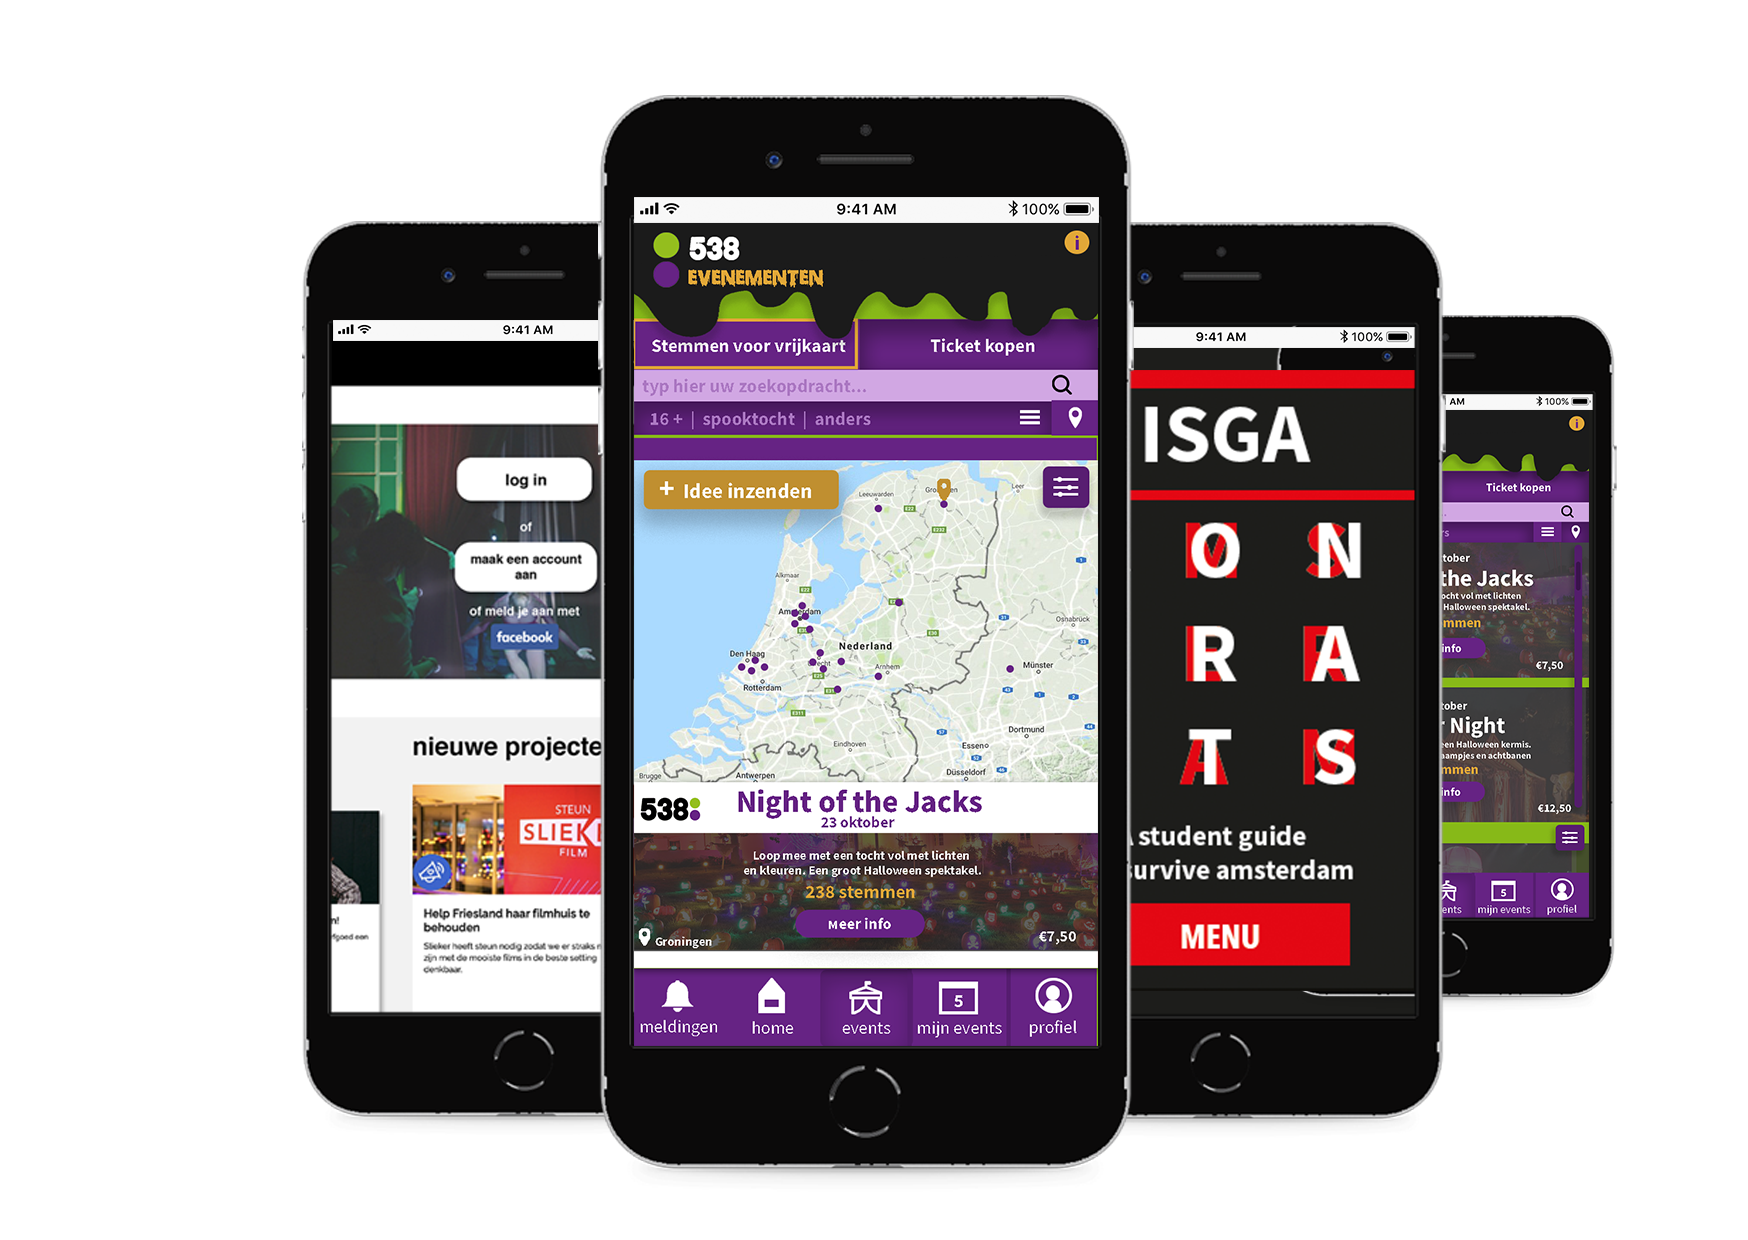 9:41 AM
log in
of
maak een account
aan
of meld je aan met
facebook
nieuwe projecte
STEUN
SLIEK
FILM
Help Friesland haar filmhuis te
behouden
Slieker heeft steun nodig zodat we er straks
zijn met de mooiste films in de beste setting
denkbaar.
9:41 AM 100%
538
EVENEMENTEN
i
Stemmen voor vrijkaart
Ticket kopen
typ hier uw zoekopdracht...
16 + | spooktocht | anders
+ Idee inzenden
Leeuwarden
Leer
Alkmaar
Amsterdam
Nederland
Osnabrück
Den Haag
Arnhem
Münster
Rotterdam
Eindhoven
Dortmund
Essen
Brugge
Antwerpen
Düsseldorf
538
Night of the Jacks
23 oktober
Loop mee met een tocht vol met lichten
en kleuren. Een groot Halloween spektakel.
238 stemmen
Meer info
Groningen
€7,50
meldingen
home
events
5
mijn events
profiel
9:41 AM 100%
ISGA
O N
R A
T S
student guide
survive amsterdam
MENU
AM 100%
i
Ticket kopen
tober
the Jacks
ocht vol met lichten
Halloween spektakel.
mmen
info
€7,50
ober
Night
een Halloween kermis.
aampjes en achtbanen
mmen
info
€12,50
ents
5
mijn events
profiel